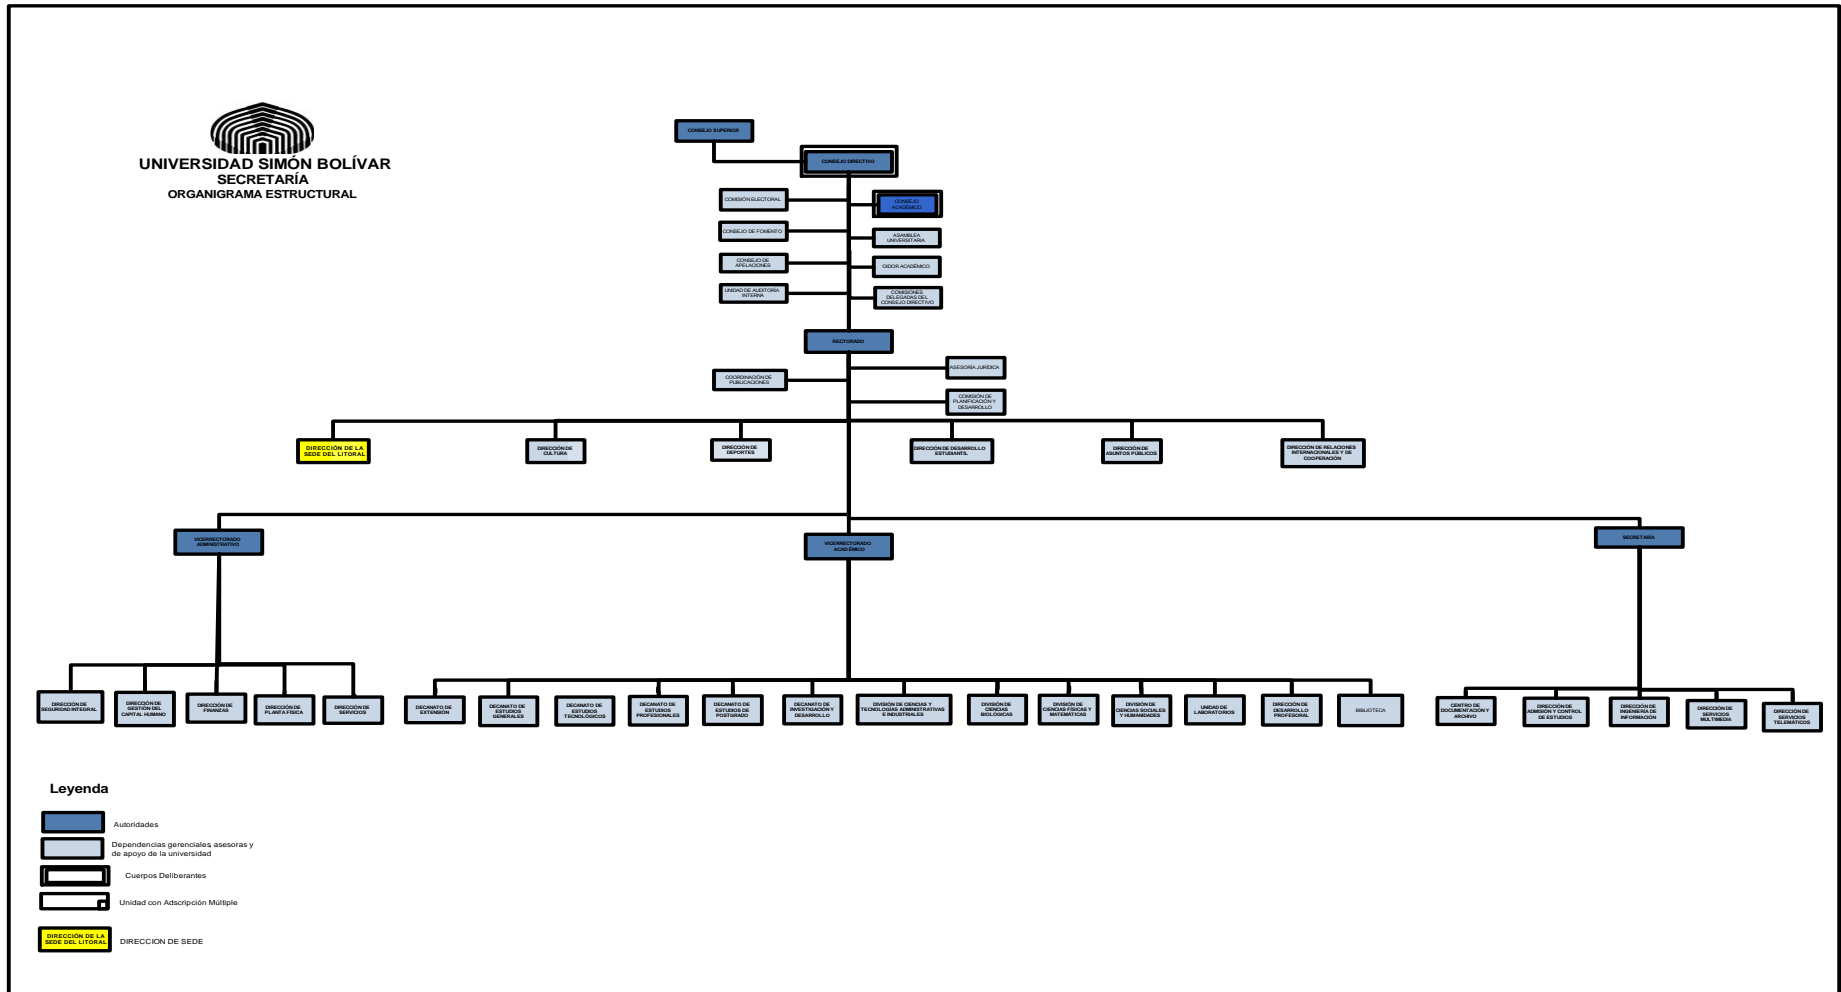 UNIVERSIDAD SIMÓN BOLÍVAR
SECRETARÍA
ORGANIGRAMA ESTRUCTURAL
CONSEJO SUPERIOR
CONSEJO DIRECTIVO
COMISIÓN ELECTORAL
CONSEJO
ACADÉMICO
CONSEJO DE FOMENTO
ASAMBLEA
UNIVERSITARIA
CONSEJO DE
APELACIONES
OIDOR ACADÉMICO
UNIDAD DE AUDITORÍA
INTERNA
COMISIONES
DELEGADAS DEL
CONSEJO DIRECTIVO
RECTORADO
COORDINACIÓN DE
PUBLICACIONES
ASESORÍA JURÍDICA
COMISIÓN DE
PLANIFICACIÓN Y
DESARROLLO
DIRECCIÓN DE LA
SEDE DEL LITORAL
DIRECCIÓN DE
CULTURA
DIRECCIÓN DE
DEPORTES
DIRECCIÓN DE DESARROLLO
ESTUDIANTIL
DIRECCIÓN DE
ASUNTOS PÚBLICOS
DIRECCIÓN DE RELACIONES
INTERNACIONALES Y DE
COOPERACIÓN
VICERRECTORADO
ADMINISTRATIVO
VICERRECTORADO
ACADÉMICO
SECRETARÍA
DIRECCIÓN DE
SEGURIDAD INTEGRAL
DIRECCIÓN DE
GESTIÓN DEL
CAPITAL HUMANO
DIRECCIÓN DE
FINANZAS
DIRECCIÓN DE
PLANTA FÍSICA
DIRECCIÓN DE
SERVICIOS
DECANATO DE
EXTENSIÓN
DECANATO DE
ESTUDIOS
GENERALES
DECANATO DE
ESTUDIOS
TECNOLÓGICOS
DECANATO DE
ESTUDIOS
PROFESIONALES
DECANATO DE
ESTUDIOS DE
POSTGRADO
DECANATO DE
INVESTIGACIÓN Y
DESARROLLO
DIVISIÓN DE CIENCIAS Y
TECNOLOGÍAS ADMINISTRATIVAS
E INDUSTRIALES
DIVISIÓN DE
CIENCIAS
BIOLÓGICAS
DIVISIÓN DE
CIENCIAS FÍSICAS Y
MATEMÁTICAS
DIVISIÓN DE
CIENCIAS SOCIALES
Y HUMANIDADES
UNIDAD DE
LABORATORIOS
DIRECCIÓN DE
DESARROLLO
PROFESORAL
BIBLIOTECA
CENTRO DE
DOCUMENTACIÓN Y
ARCHIVO
DIRECCIÓN DE
ADMISIÓN Y CONTROL
DE ESTUDIOS
DIRECCIÓN DE
INGENIERÍA DE
INFORMACIÓN
DIRECCIÓN DE
SERVICIOS
MULTIMEDIA
DIRECCIÓN DE
SERVICIOS
TELEMÁTICOS
Leyenda
Autoridades
Dependencias gerenciales, asesoras y
de apoyo de la universidad
Cuerpos Deliberantes
Unidad con Adscripción Múltiple
DIRECCIÓN DE LA
SEDE DEL LITORAL
DIRECCION DE SEDE